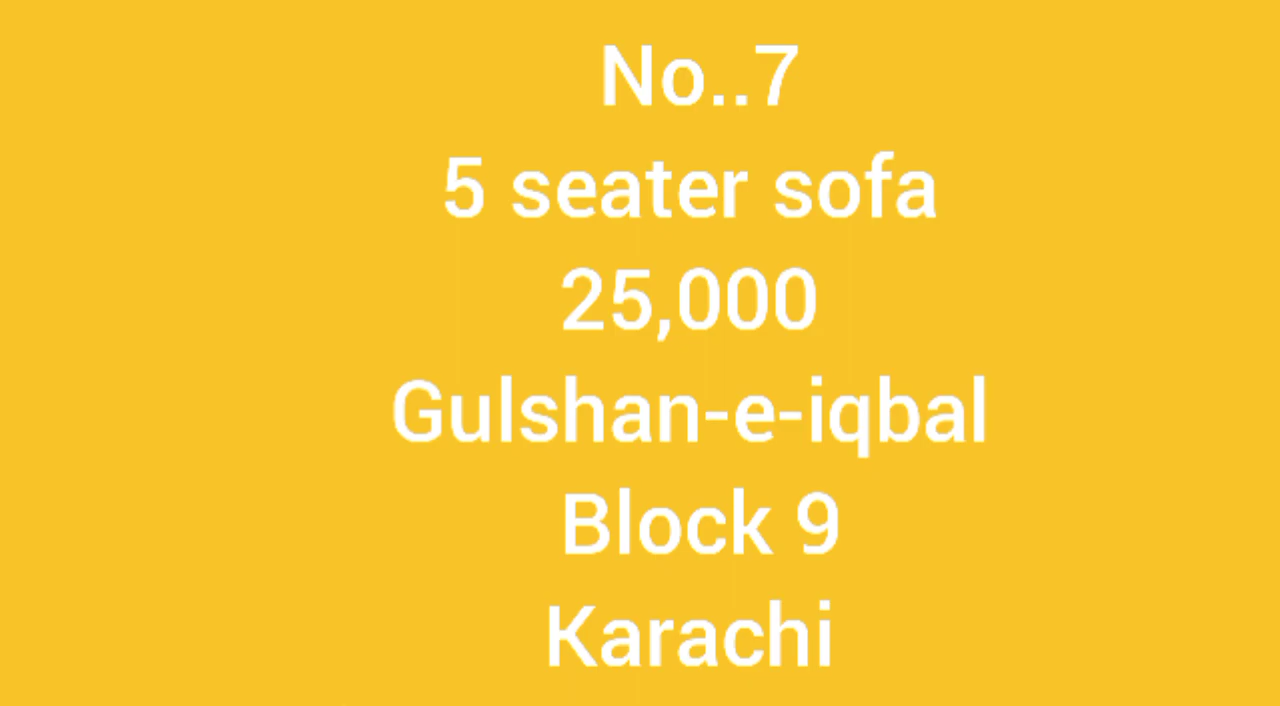 No..7
5 seater sofa
25,000
Gulshan-e-iqbal
Block 9
Karachi